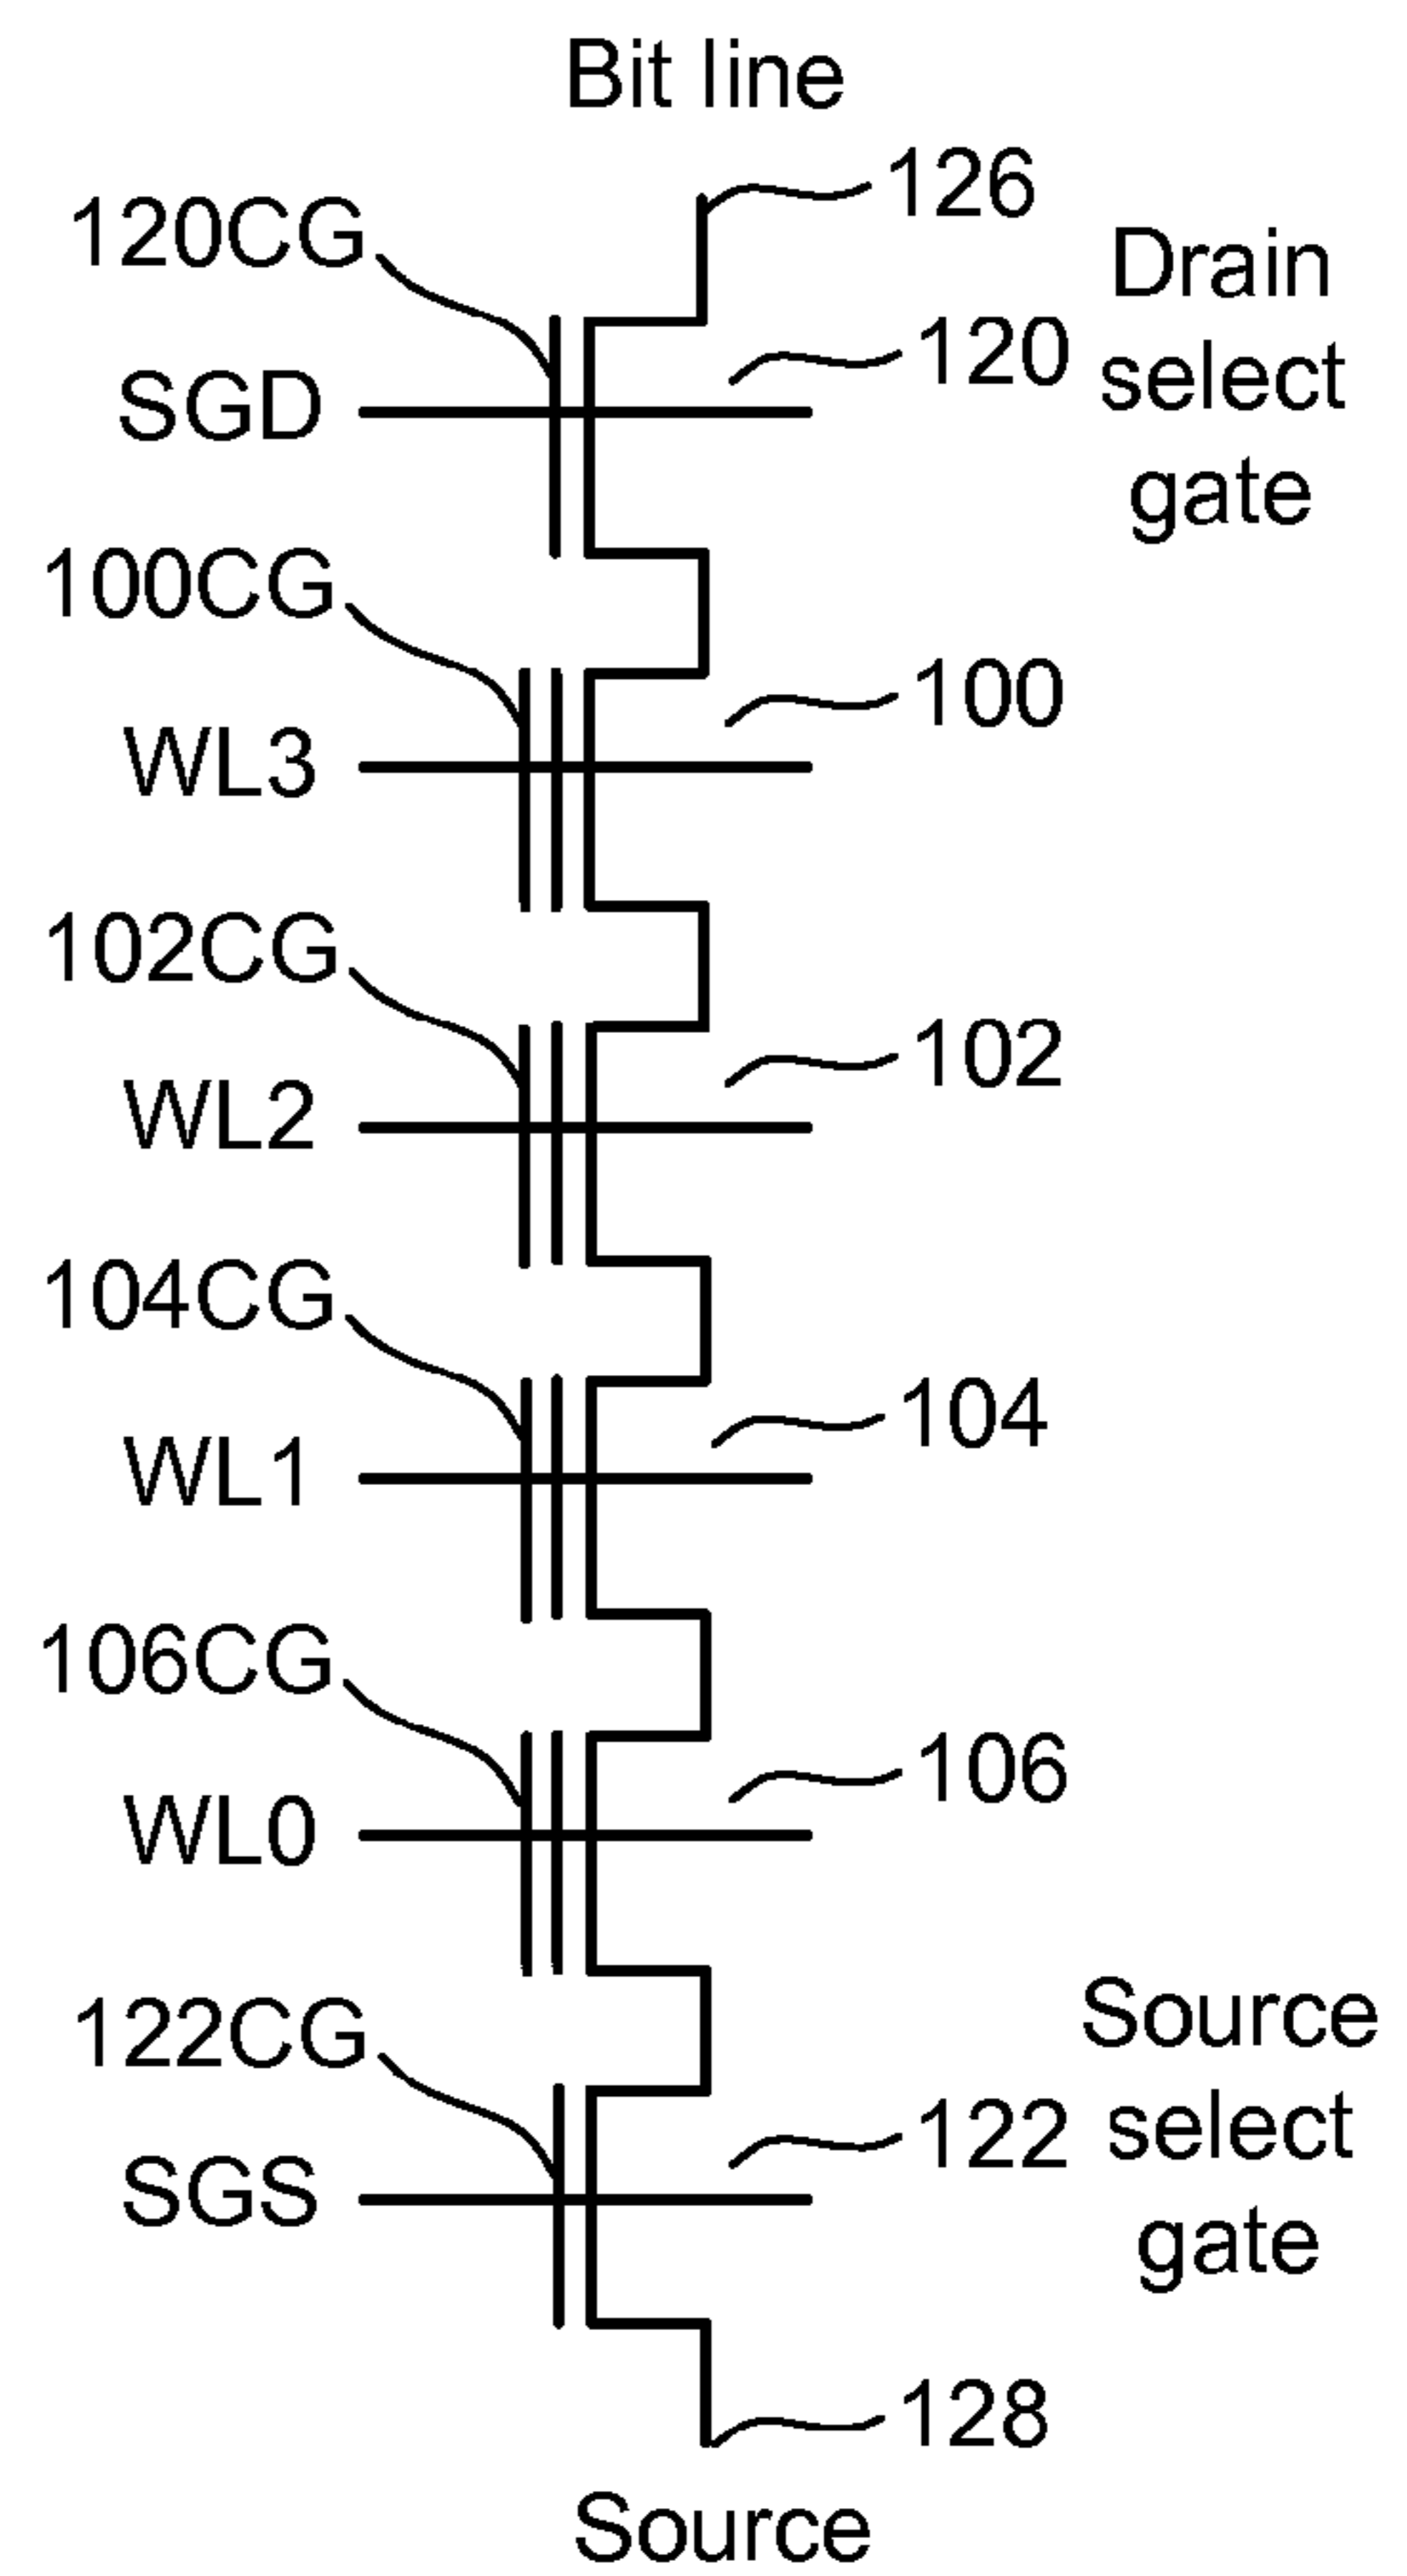 Bit line
126
120CG
Drain
select
gate
120
SGD
100CG
100
WL3
102CG
102
WL2
104CG
104
WL1
106CG
106
WL0
122CG
Source
select
gate
122
SGS
128
Source